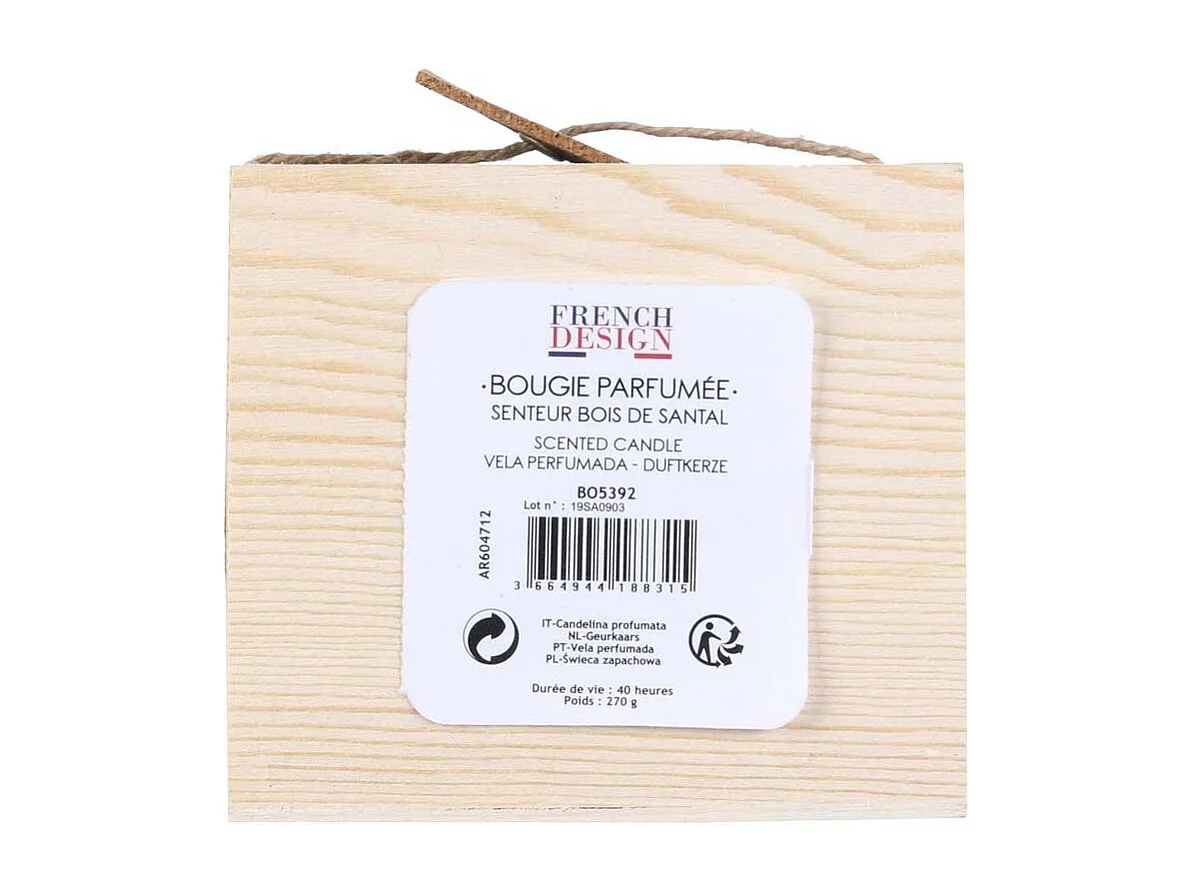 FRENCH
DESIGN
·BOUGIE PARFUMÉE·
SENTEUR BOIS DE SANTAL
SCENTED CANDLE
VELA PERFUMADA - DUFTKERZE
BO5392
Lot n° : 19SA0903
AR604712
3 664944 188315
IT-Candelina profumata
NL-Geurkaars
PT-Vela perfumada
PL-Świeca zapachowa
Durée de vie : 40 heures
Poids : 270 g